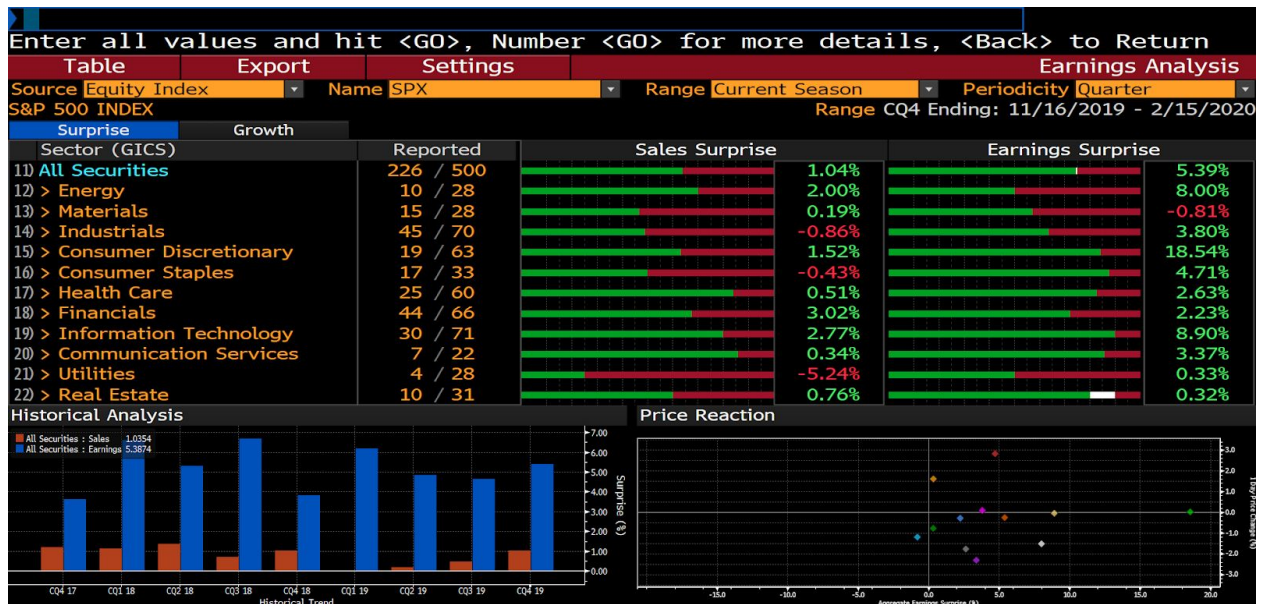 Enter all values and hit <GO>, Number <GO> for more details, <Back> to Return
Table Export Settings Earnings Analysis
Source Equity Index Name SPX Range Current Season Periodicity Quarter
S&P 500 INDEX Range CQ4 Ending: 11/16/2019 - 2/15/2020
Surprise Growth
Sector (GICS) Reported Sales Surprise Earnings Surprise
11) All Securities 226 / 500 1.04% 5.39%
12) > Energy 10 / 28 2.00% 8.00%
13) > Materials 15 / 28 0.19% -0.81%
14) > Industrials 45 / 70 -0.86% 3.80%
15) > Consumer Discretionary 19 / 63 1.52% 18.54%
16) > Consumer Staples 17 / 33 -0.43% 4.71%
17) > Health Care 25 / 60 0.51% 2.63%
18) > Financials 44 / 66 3.02% 2.23%
19) > Information Technology 30 / 71 2.77% 8.90%
20) > Communication Services 7 / 22 0.34% 3.37%
21) > Utilities 4 / 28 -5.24% 0.33%
22) > Real Estate 10 / 31 0.76% 0.32%
Historical Analysis Price Reaction
All Securities : Sales 1.0354
All Securities : Earnings 5.3874
7.00
6.00
5.00
4.00
3.00
2.00
1.00
0.00
Surprise (%)
CQ4 17 CQ1 18 CQ2 18 CQ3 18 CQ4 18 CQ1 19 CQ2 19 CQ3 19 CQ4 19
Historical Trend
3.0
2.0
1.0
0.0
-1.0
-2.0
-3.0
1 Day Price Change (%)
-15.0 -10.0 -5.0 0.0 5.0 10.0 15.0 20.0
Aggregate Earnings Surprise (%)